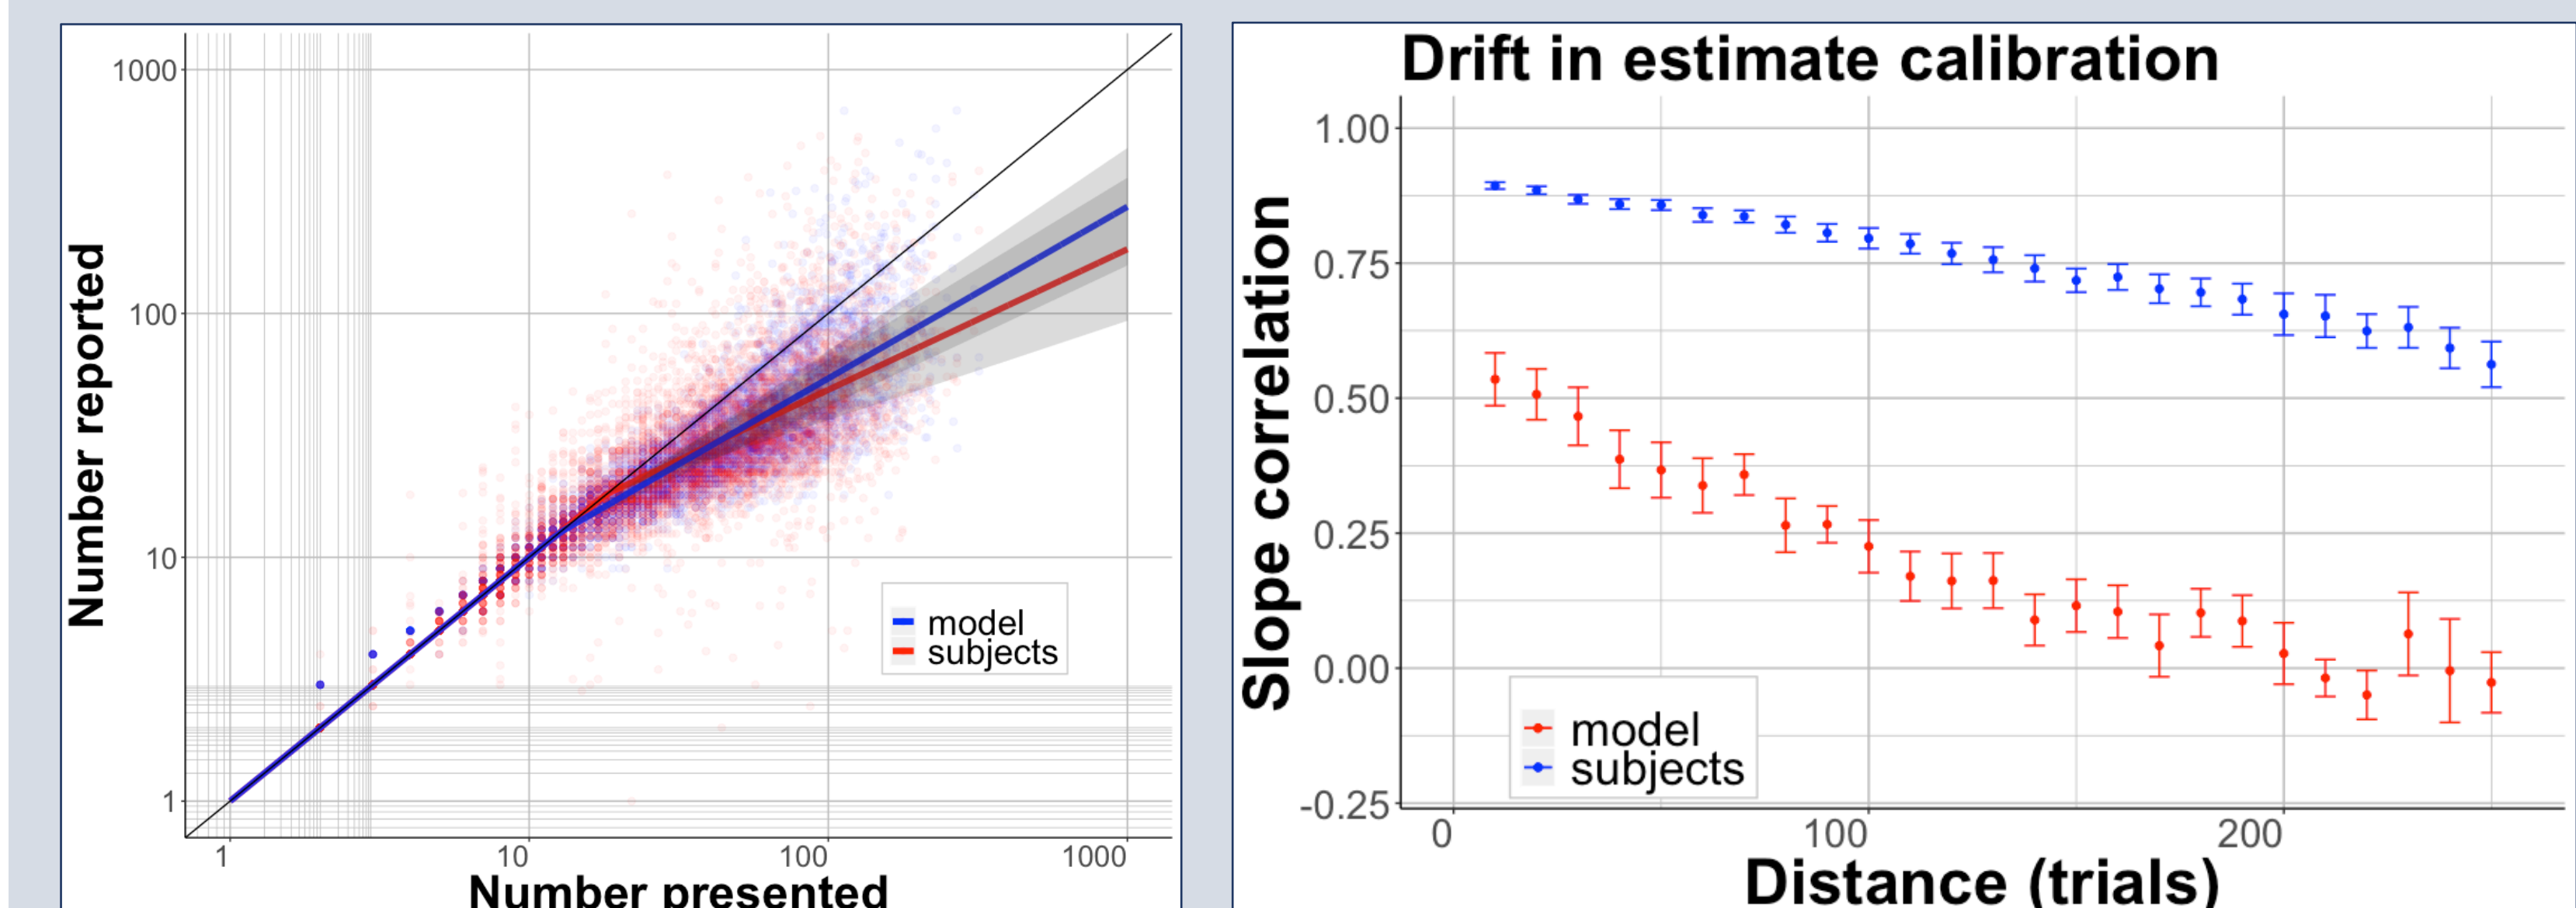 1000
100
10
1
Number reported
model
subjects
1
10
100
1000
Number presented
Drift in estimate calibration
1.00
0.75
0.50
0.25
0.00
-0.25
Slope correlation
model
subjects
0
100
200
Distance (trials)